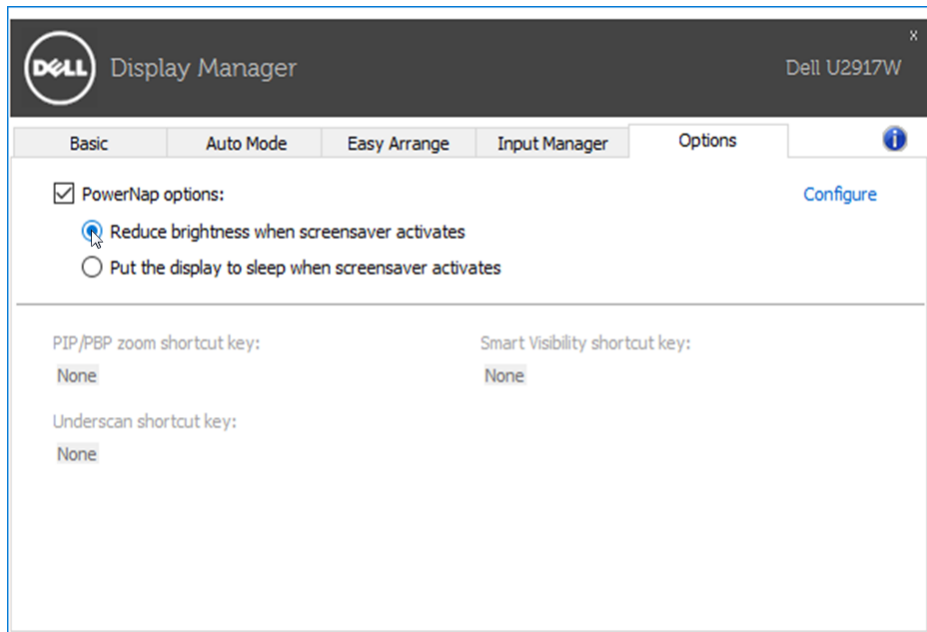 DELL Display Manager
x
Dell U2917W
Basic Auto Mode Easy Arrange Input Manager Options i
PowerNap options: Configure
Reduce brightness when screensaver activates
Put the display to sleep when screensaver activates
PIP/PBP zoom shortcut key: Smart Visibility shortcut key:
None None
Underscan shortcut key:
None